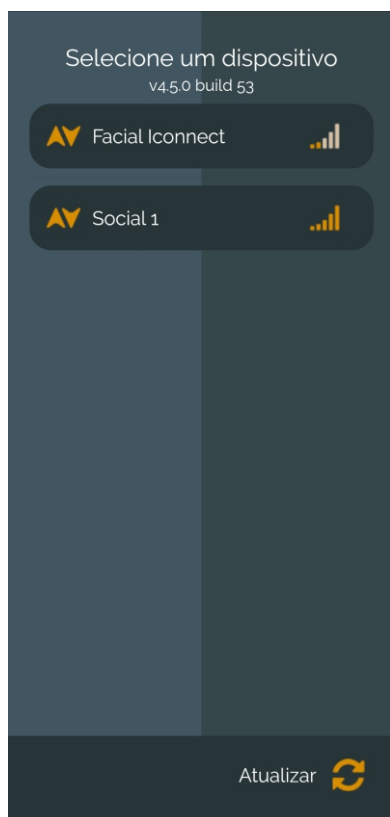 Selecione um dispositivo
v4.5.0 build 53
Facial Iconnect
Social 1
Atualizar